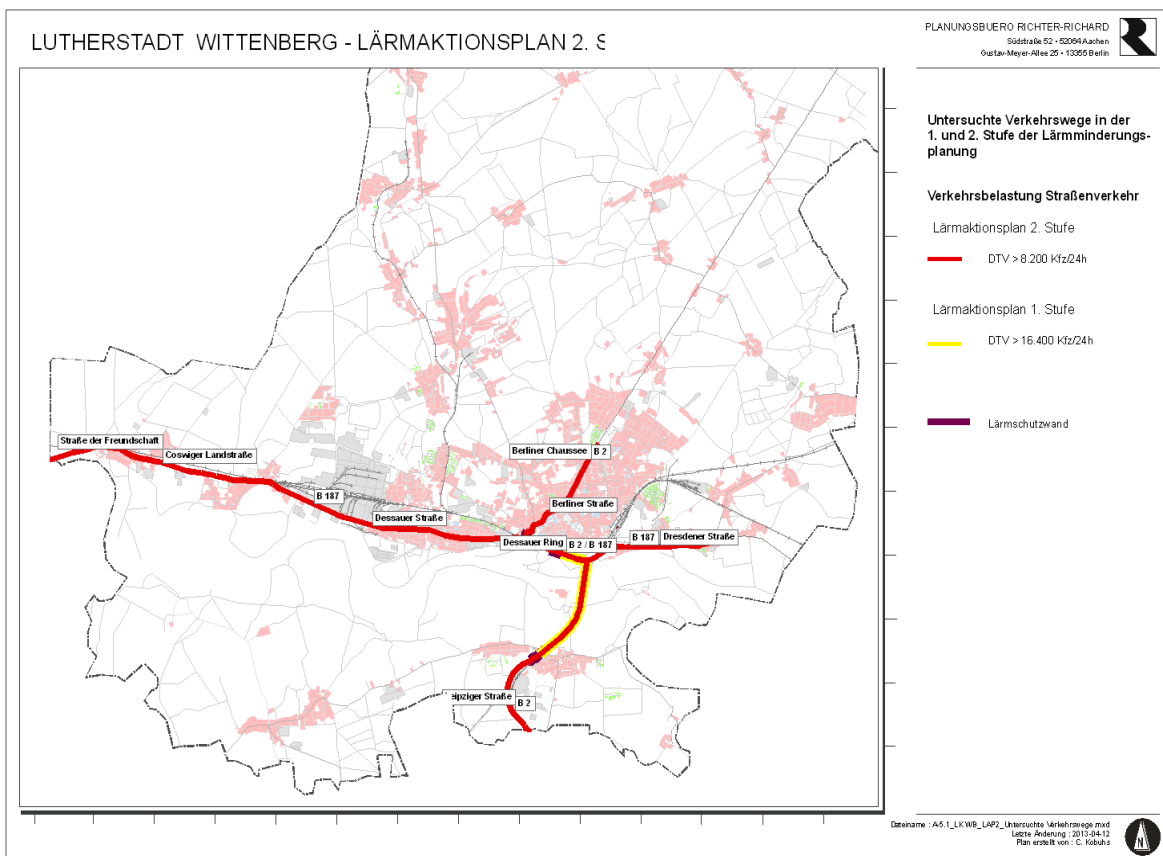 LUTHERSTADT WITTENBERG - LÄRMAKTIONSPLAN 2. S
PLANUNGSBUERO RICHTER-RICHARD
Südstraße 52 • 52064 Aachen
Gustav-Meyer-Allee 25 • 13355 Berlin
Untersuchte Verkehrswege in der
1. und 2. Stufe der Lärmminderungs-
planung
Verkehrsbelastung Straßenverkehr
Lärmaktionsplan 2. Stufe
DTV > 8.200 Kfz/24h
Lärmaktionsplan 1. Stufe
DTV > 16.400 Kfz/24h
Lärmschutzwand
Straße der Freundschaft
Coswiger Landstraße
B 187
Dessauer Straße
Berliner Chaussee
B 2
Berliner Straße
Dessauer Ring
B 2 / B 187
B 187
Dresdener Straße
eipziger Straße
B 2
Dateiname : A-5.1_LKWB_LAP2_Untersuchte Verkehrswege.mxd
Letzte Änderung : 2013-04-12
Plan erstellt von : C. Kobuhs
N